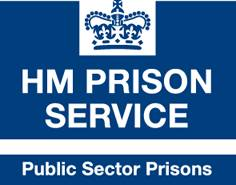 HM PRISON
SERVICE
Public Sector Prisons